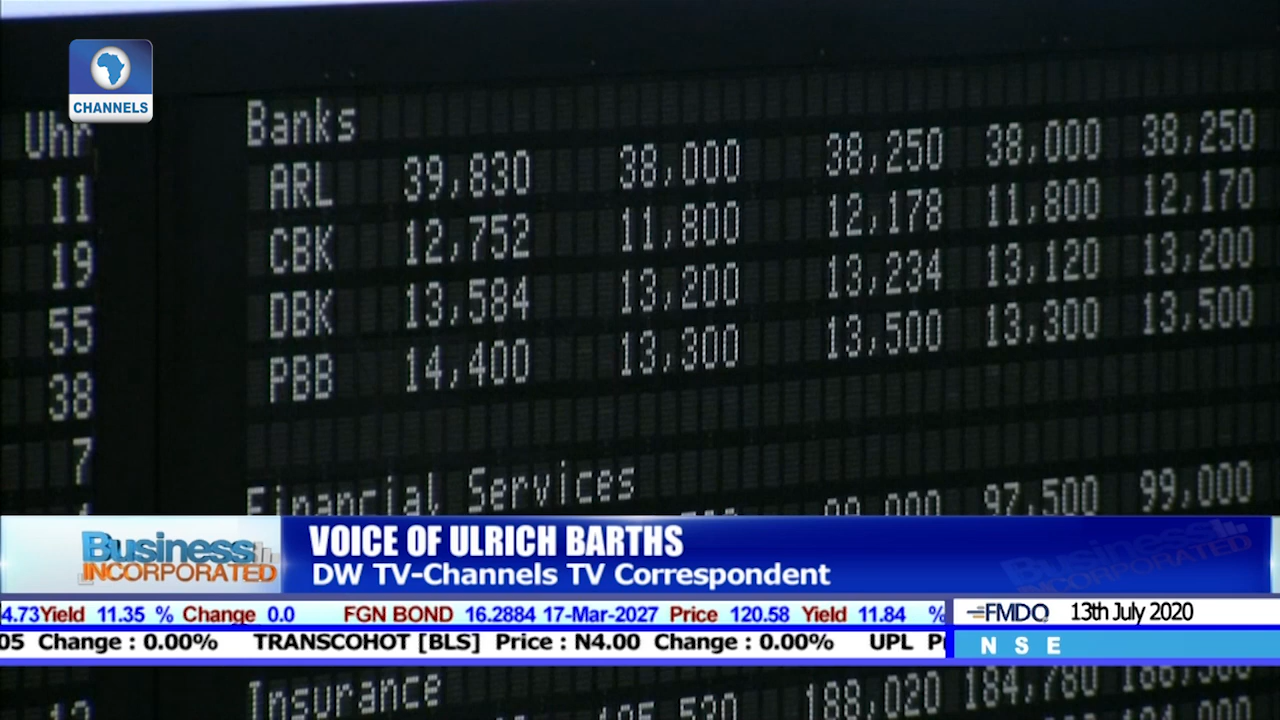 CHANNELS
Uhr
11
19
55
38
7
Banks
ARL 39,830 38,000 38,250 38,000 38,250
CBK 12,752 11,800 12,178 11,800 12,170
DBK 13,584 13,200 13,234 13,120 13,200
PBB 14,400 13,300 13,500 13,300 13,500
Financial Services
97,500 99,000
Business
INCORPORATED
VOICE OF ULRICH BARTHS
DW TV-Channels TV Correspondent
4.73Yield 11.35 % Change 0.0 FGN BOND 16.2884 17-Mar-2027 Price 120.58 Yield 11.84 %
FMDQ 13th July 2020
05 Change : 0.00% TRANSCOHOT [BLS] Price : N4.00 Change : 0.00% UPL
NSE
Insurance
188,020 184,780